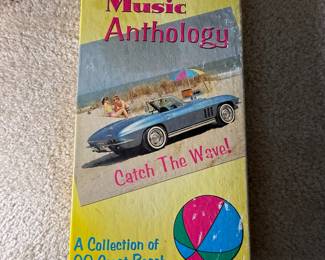 Music
Anthology
Catch The Wave!
A Collection of